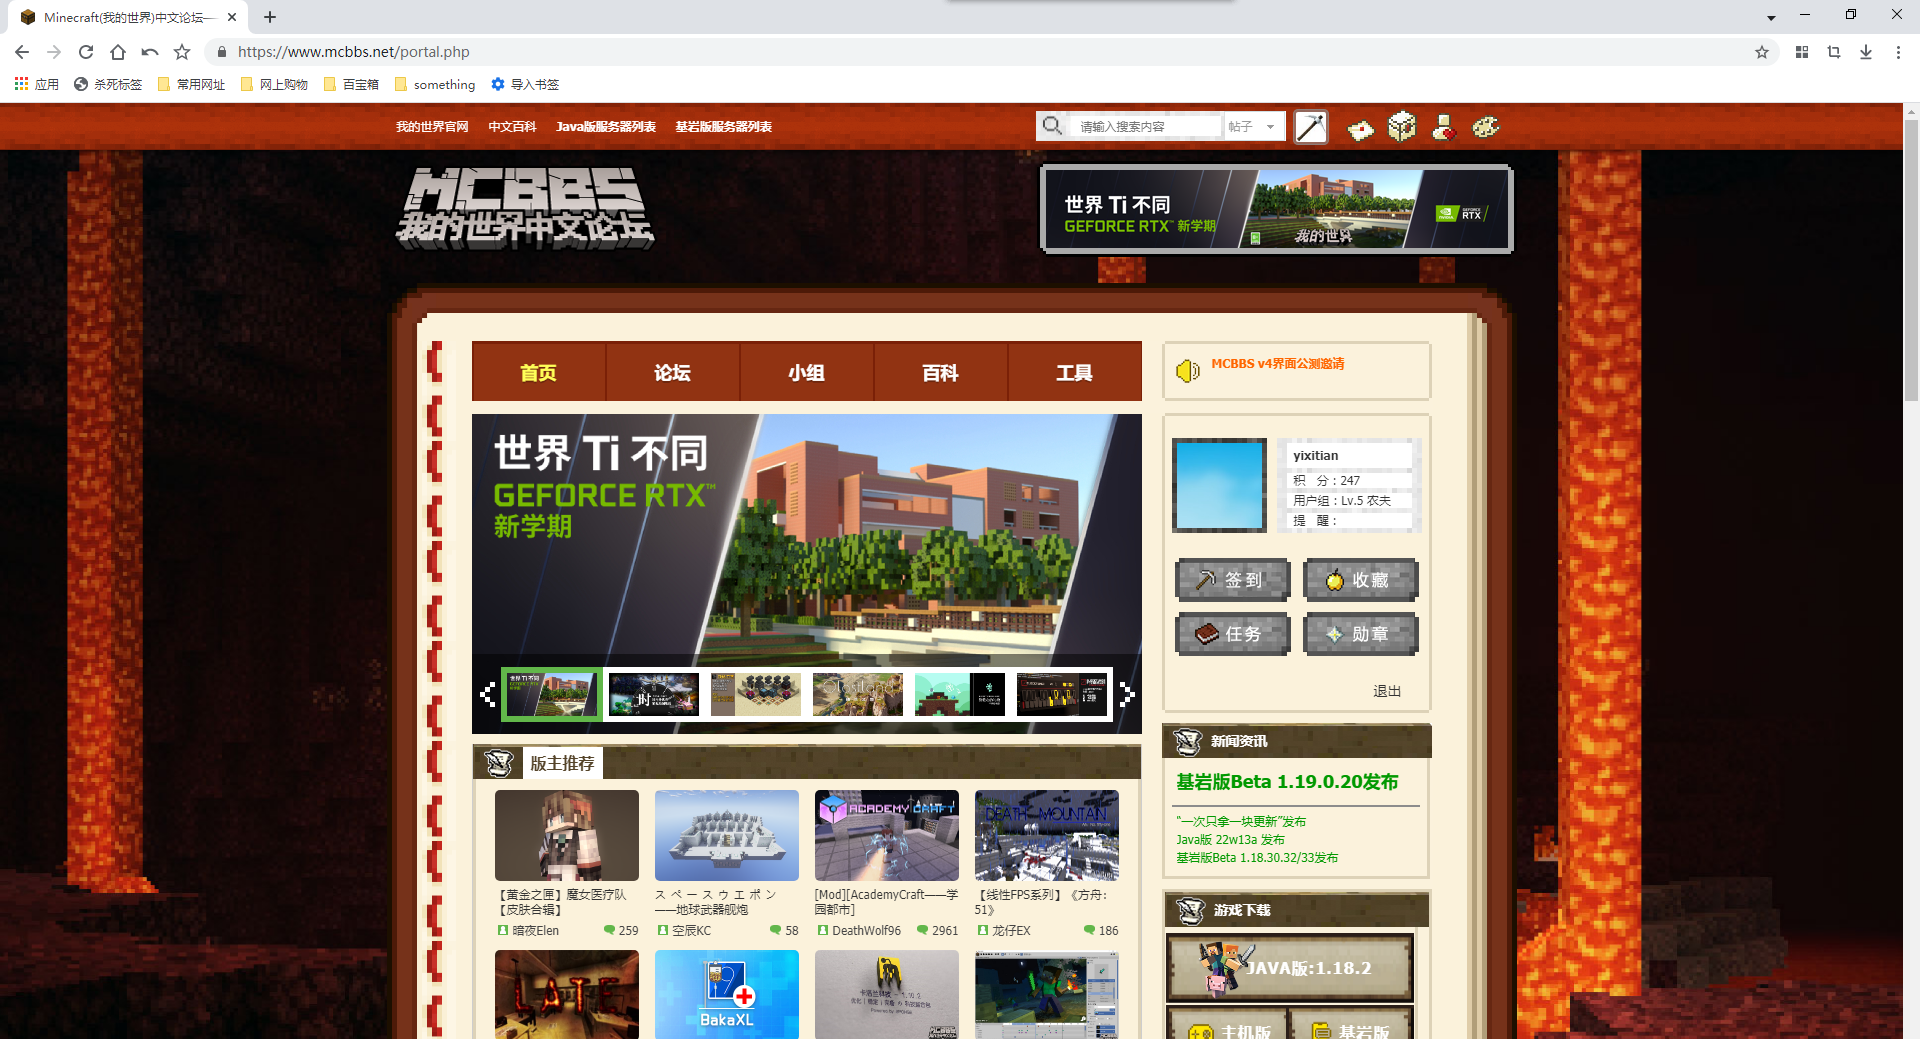 Minecraft(我的世界)中文论坛—
https://www.mcbbs.net/portal.php
应用 杀死标签 常用网址 网上购物 百宝箱 something 导入书签
我的世界官网 中文百科 Java版服务器列表 基岩版服务器列表
请输入搜索内容 帖子
MCBBS
我的世界中文论坛
世界 Ti 不同
GEFORCE RTX™ 新学期
我的世界
GEFORCE
RTX
首页 论坛 小组 百科 工具
MCBBS v4界面公测邀请
世界 Ti 不同
GEFORCE RTX™
新学期
yixitian
积 分：247
用户组：Lv.5 农夫
提 醒：
签到 收藏
任务 勋章
退出
版主推荐
ACADEMY CRAFT
DEATH MOUNTAIN
【黄金之匣】魔女医疗队
【皮肤合辑】
暗夜Elen 259
スペースウエポン
——地球武器舰炮
空辰KC 58
[Mod][AcademyCraft——学
园都市]
DeathWolf96 2961
【线性FPS系列】《方舟：
51》
龙仔EX 186
LATE
BakaXL
新闻资讯
基岩版Beta 1.19.0.20发布
“一次只拿一块更新”发布
Java版 22w13a 发布
基岩版Beta 1.18.30.32/33发布
游戏下载
JAVA版:1.18.2
主机版 基岩版